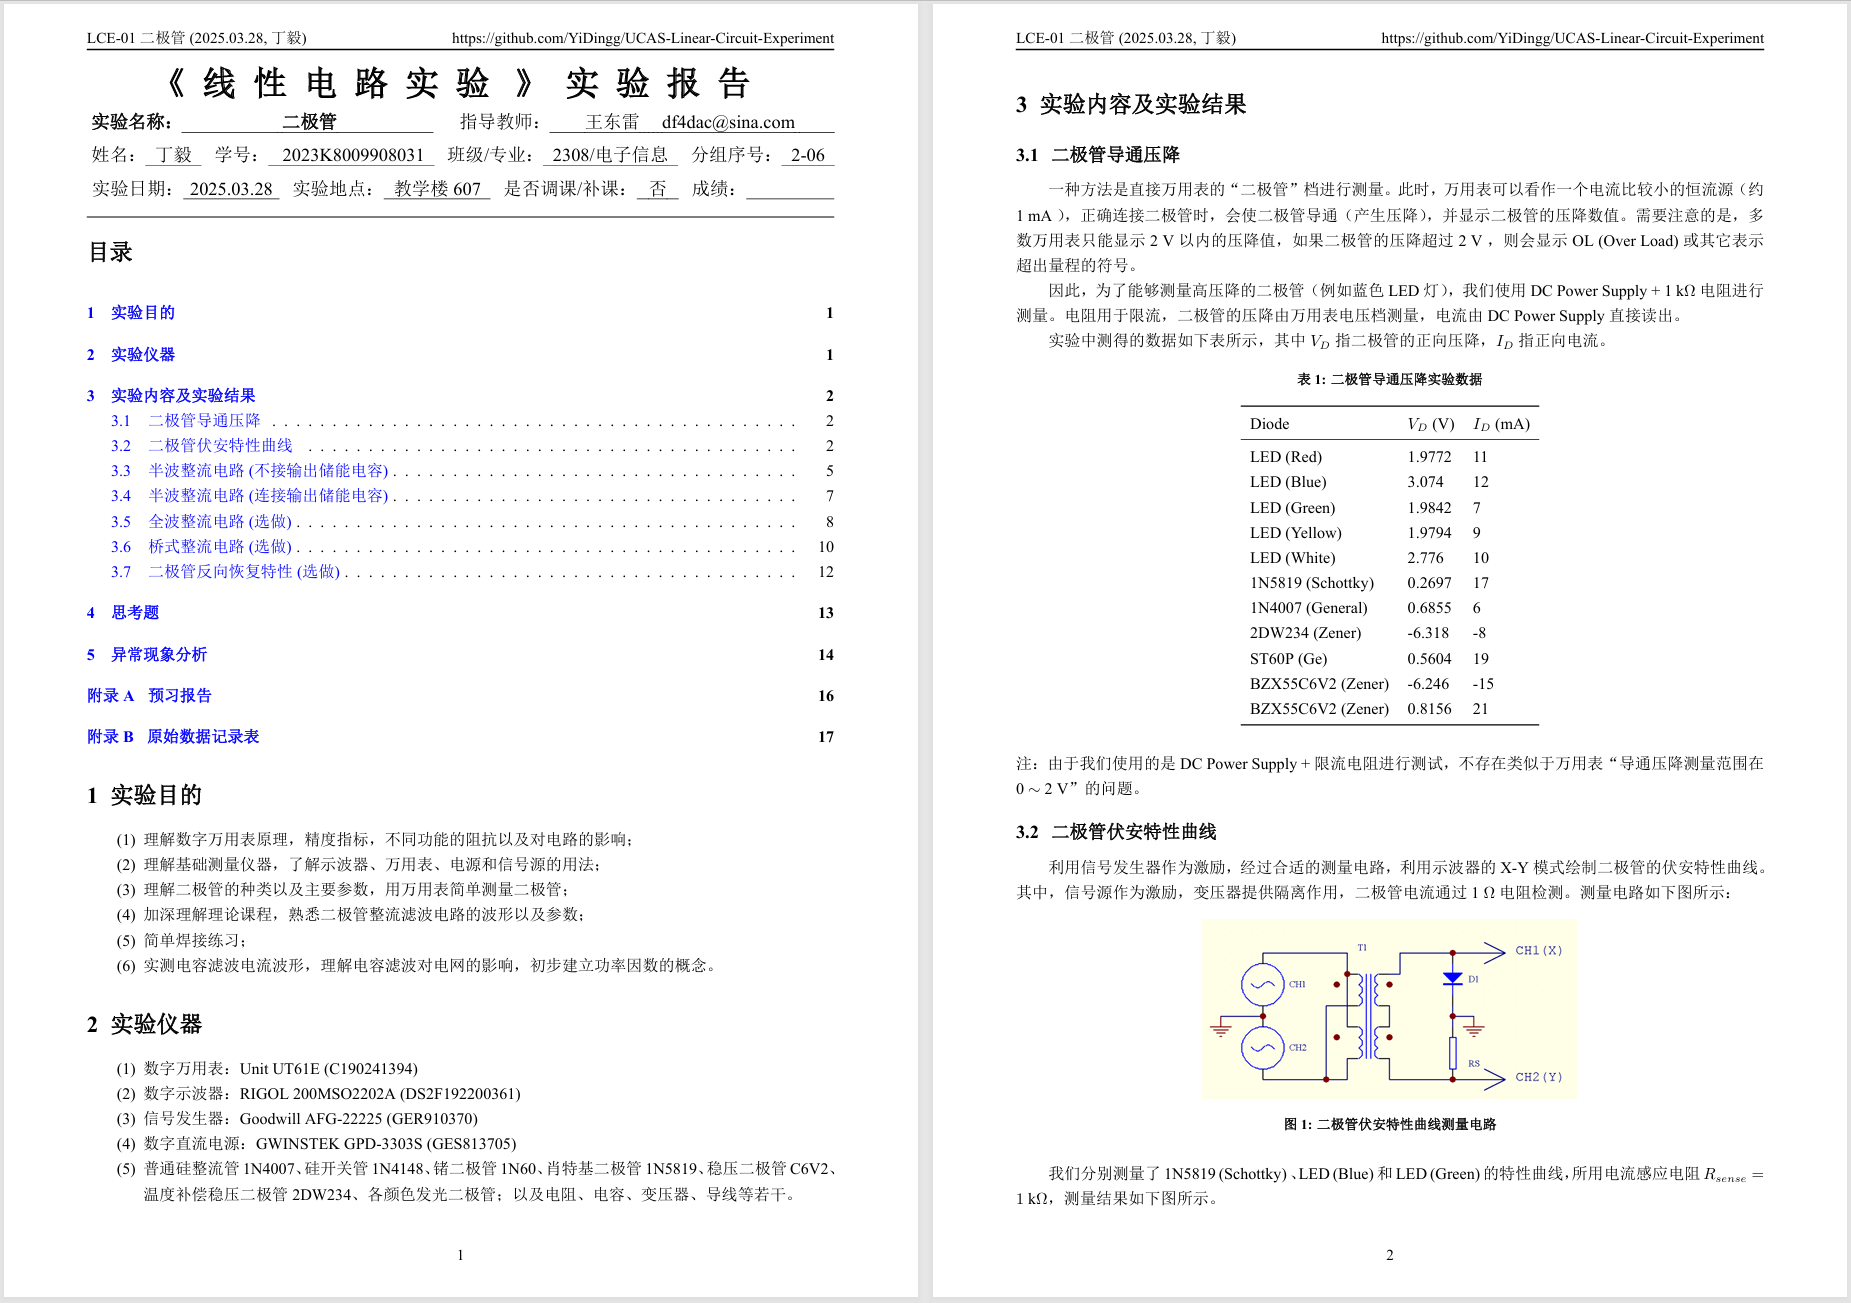 LCE-01 二极管 (2025.03.28, 丁毅) https://github.com/YiDingg/UCAS-Linear-Circuit-Experiment
《线性电路实验》实验报告
实验名称： 二极管 指导教师： 王东雷 df4dac@sina.com
姓名： 丁毅 学号： 2023K8009908031 班级/专业： 2308/电子信息 分组序号： 2-06
实验日期： 2025.03.28 实验地点： 教学楼 607 是否调课/补课： 否 成绩：
目录
1 实验目的 1
2 实验仪器 1
3 实验内容及实验结果 2
3.1 二极管导通压降 2
3.2 二极管伏安特性曲线 2
3.3 半波整流电路 (不接输出储能电容) 5
3.4 半波整流电路 (连接输出储能电容) 7
3.5 全波整流电路 (选做) 8
3.6 桥式整流电路 (选做) 10
3.7 二极管反向恢复特性 (选做) 12
4 思考题 13
5 异常现象分析 14
附录 A 预习报告 16
附录 B 原始数据记录表 17
1 实验目的
(1) 理解数字万用表原理，精度指标，不同功能的阻抗以及对电路的影响；
(2) 理解基础测量仪器，了解示波器、万用表、电源和信号源的用法；
(3) 理解二极管的种类以及主要参数，用万用表简单测量二极管；
(4) 加深理解理论课程，熟悉二极管整流滤波电路的波形以及参数；
(5) 简单焊接练习；
(6) 实测电容滤波电流波形，理解电容滤波对电网的影响，初步建立功率因数的概念。
2 实验仪器
(1) 数字万用表：Unit UT61E (C190241394)
(2) 数字示波器：RIGOL 200MSO2202A (DS2F192200361)
(3) 信号发生器：Goodwill AFG-22225 (GER910370)
(4) 数字直流电源：GWINSTEK GPD-3303S (GES813705)
(5) 普通硅整流管 1N4007、硅开关管 1N4148、锗二极管 1N60、肖特基二极管 1N5819、稳压二极管 C6V2、
温度补偿稳压二极管 2DW234、各颜色发光二极管；以及电阻、电容、变压器、导线等若干。
1
LCE-01 二极管 (2025.03.28, 丁毅) https://github.com/YiDingg/UCAS-Linear-Circuit-Experiment
3 实验内容及实验结果
3.1 二极管导通压降
一种方法是直接万用表的“二极管”档进行测量。此时，万用表可以看作一个电流比较小的恒流源（约
1 mA ），正确连接二极管时，会使二极管导通（产生压降），并显示二极管的压降数值。需要注意的是，多
数万用表只能显示 2 V 以内的压降值，如果二极管的压降超过 2 V ，则会显示 OL (Over Load) 或其它表示
超出量程的符号。
因此，为了能够测量高压降的二极管（例如蓝色 LED 灯），我们使用 DC Power Supply + 1 kΩ 电阻进行
测量。电阻用于限流，二极管的压降由万用表电压档测量，电流由 DC Power Supply 直接读出。
实验中测得的数据如下表所示，其中 V_D 指二极管的正向压降，I_D 指正向电流。
表 1: 二极管导通压降实验数据
Diode V_D (V) I_D (mA)
LED (Red) 1.9772 11
LED (Blue) 3.074 12
LED (Green) 1.9842 7
LED (Yellow) 1.9794 9
LED (White) 2.776 10
1N5819 (Schottky) 0.2697 17
1N4007 (General) 0.6855 6
2DW234 (Zener) -6.318 -8
ST60P (Ge) 0.5604 19
BZX55C6V2 (Zener) -6.246 -15
BZX55C6V2 (Zener) 0.8156 21
注：由于我们使用的是 DC Power Supply + 限流电阻进行测试，不存在类似于万用表“导通压降测量范围在
0 ∼ 2 V”的问题。
3.2 二极管伏安特性曲线
利用信号发生器作为激励，经过合适的测量电路，利用示波器的 X-Y 模式绘制二极管的伏安特性曲线。
其中，信号源作为激励，变压器提供隔离作用，二极管电流通过 1 Ω 电阻检测。测量电路如下图所示：
T1
CH1(X)
CH1
D1
CH2
RS
CH2(Y)
图 1: 二极管伏安特性曲线测量电路
我们分别测量了 1N5819 (Schottky) 、LED (Blue) 和 LED (Green) 的特性曲线，所用电流感应电阻 R_sense =
1 kΩ，测量结果如下图所示。
2